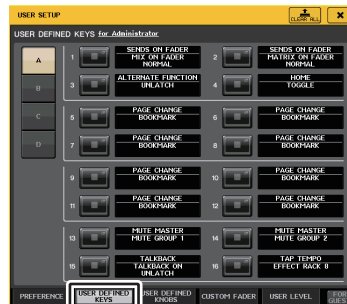 USER SETUP
CLEAR ALL
USER DEFINED KEYS for Administrator
A
B
C
D
1
SENDS ON FADER
MIX ON FADER
NORMAL
2
SENDS ON FADER
MATRIX ON FADER
NORMAL
3
ALTERNATE FUNCTION
UNLATCH
4
HOME
TOGGLE
5
PAGE CHANGE
BOOKMARK
6
PAGE CHANGE
BOOKMARK
7
PAGE CHANGE
BOOKMARK
8
PAGE CHANGE
BOOKMARK
9
PAGE CHANGE
BOOKMARK
10
PAGE CHANGE
BOOKMARK
11
PAGE CHANGE
BOOKMARK
12
PAGE CHANGE
BOOKMARK
13
MUTE MASTER
MUTE GROUP 1
14
MUTE MASTER
MUTE GROUP 2
15
TALKBACK
TALKBACK ON
UNLATCH
16
TAP TEMPO
EFFECT RACK 8
PREFERENCE
USER DEFINED
KEYS
USER DEFINED
KNOBS
CUSTOM FADER
USER LEVEL
FOR
GUES